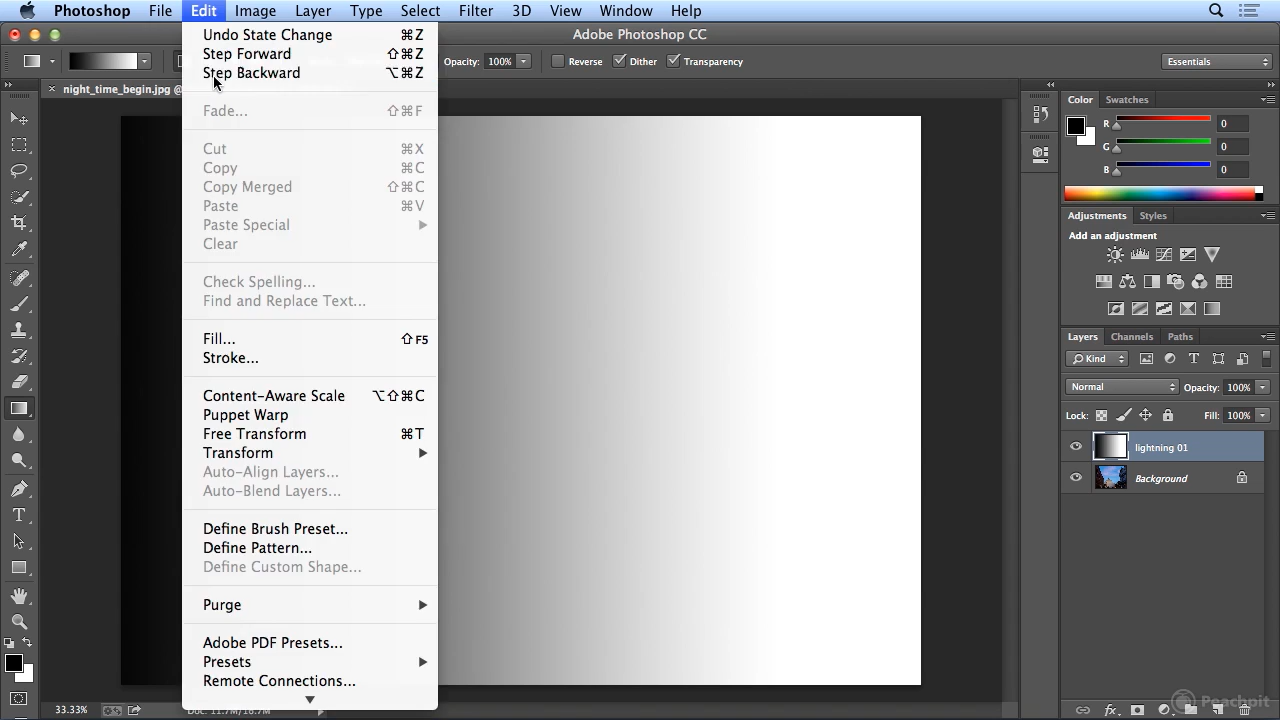 Photoshop File Edit Image Layer Type Select Filter 3D View Window Help
Adobe Photoshop CC
Opacity: 100% Reverse Dither Transparency Essentials
night_time_begin.jpg @
Undo State Change ⌘Z
Step Forward ⇧⌘Z
Step Backward ⌥⌘Z
Fade... ⇧⌘F
Cut ⌘X
Copy ⌘C
Copy Merged ⇧⌘C
Paste ⌘V
Paste Special
Clear
Check Spelling...
Find and Replace Text...
Fill... ⇧F5
Stroke...
Content-Aware Scale ⌥⇧⌘C
Puppet Warp
Free Transform ⌘T
Transform
Auto-Align Layers...
Auto-Blend Layers...
Define Brush Preset...
Define Pattern...
Define Custom Shape...
Purge
Adobe PDF Presets...
Presets
Remote Connections...
Color Swatches
R 0
G 0
B 0
Adjustments Styles
Add an adjustment
Layers Channels Paths
Kind
Normal Opacity: 100%
Lock: Fill: 100%
lightning 01
Background
33.33% Doc: 11.7M/16.7M
Peachpit